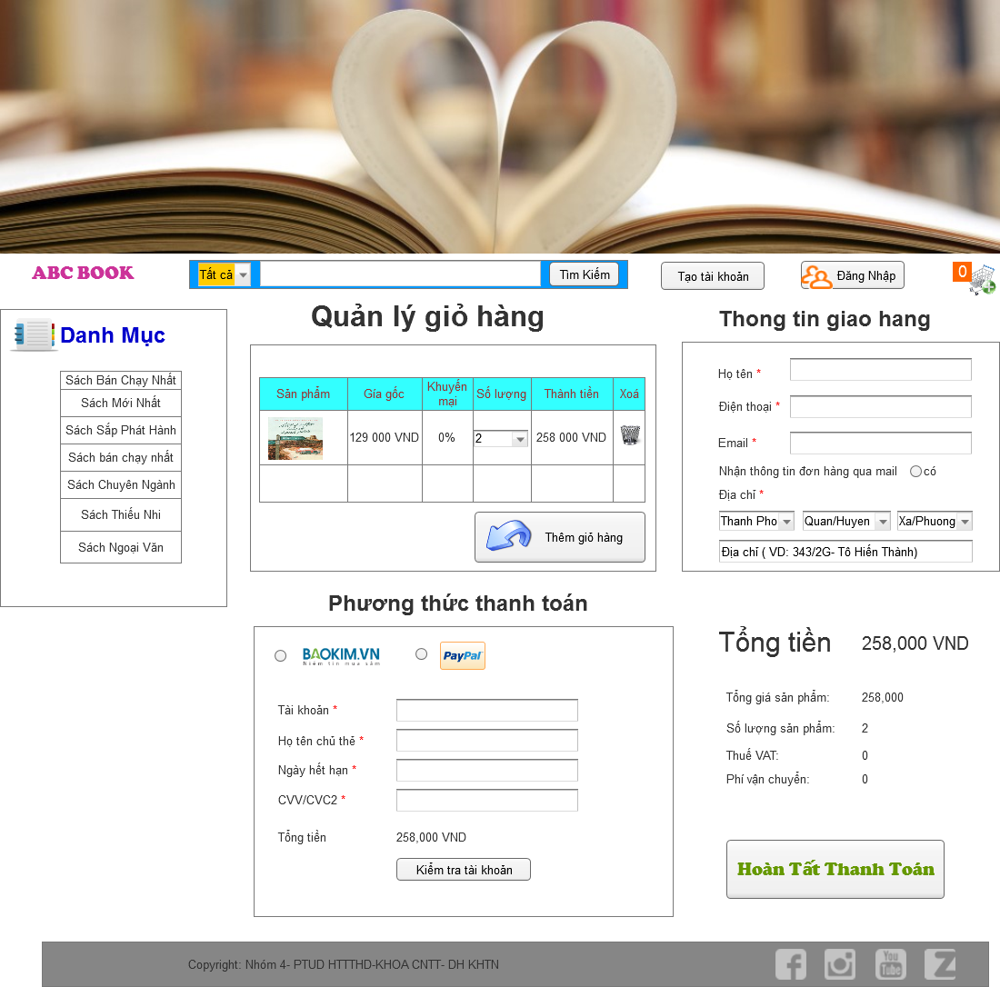 ABC BOOK
Tất cả
Tìm Kiếm
Tạo tài khoản
Đăng Nhập
0
Danh Mục
Sách Bán Chạy Nhất
Sách Mới Nhất
Sách Sắp Phát Hành
Sách bán chạy nhất
Sách Chuyên Ngành
Sách Thiếu Nhi
Sách Ngoại Văn
Quản lý giỏ hàng
Sản phẩm Gía gốc Khuyến mại Số lượng Thành tiền Xoá
129 000 VND 0% 2 258 000 VND
Thêm giỏ hàng
Thong tin giao hang
Họ tên *
Điện thoại *
Email *
Nhận thông tin đơn hàng qua mail có
Địa chỉ *
Thanh Pho Quan/Huyen Xa/Phuong
Địa chỉ ( VD: 343/2G- Tô Hiến Thành)
Phương thức thanh toán
BAOKIM.VN PayPal
Niềm tin mua sắm
Tài khoản *
Họ tên chủ thẻ *
Ngày hết hạn *
CVV/CVC2 *
Tổng tiền 258,000 VND
Kiểm tra tài khoản
Tổng tiền 258,000 VND
Tổng giá sản phẩm: 258,000
Số lượng sản phẩm: 2
Thuế VAT: 0
Phí vận chuyển: 0
Hoàn Tất Thanh Toán
Copyright: Nhóm 4- PTUD HTTTHD-KHOA CNTT- DH KHTN
You
Tube